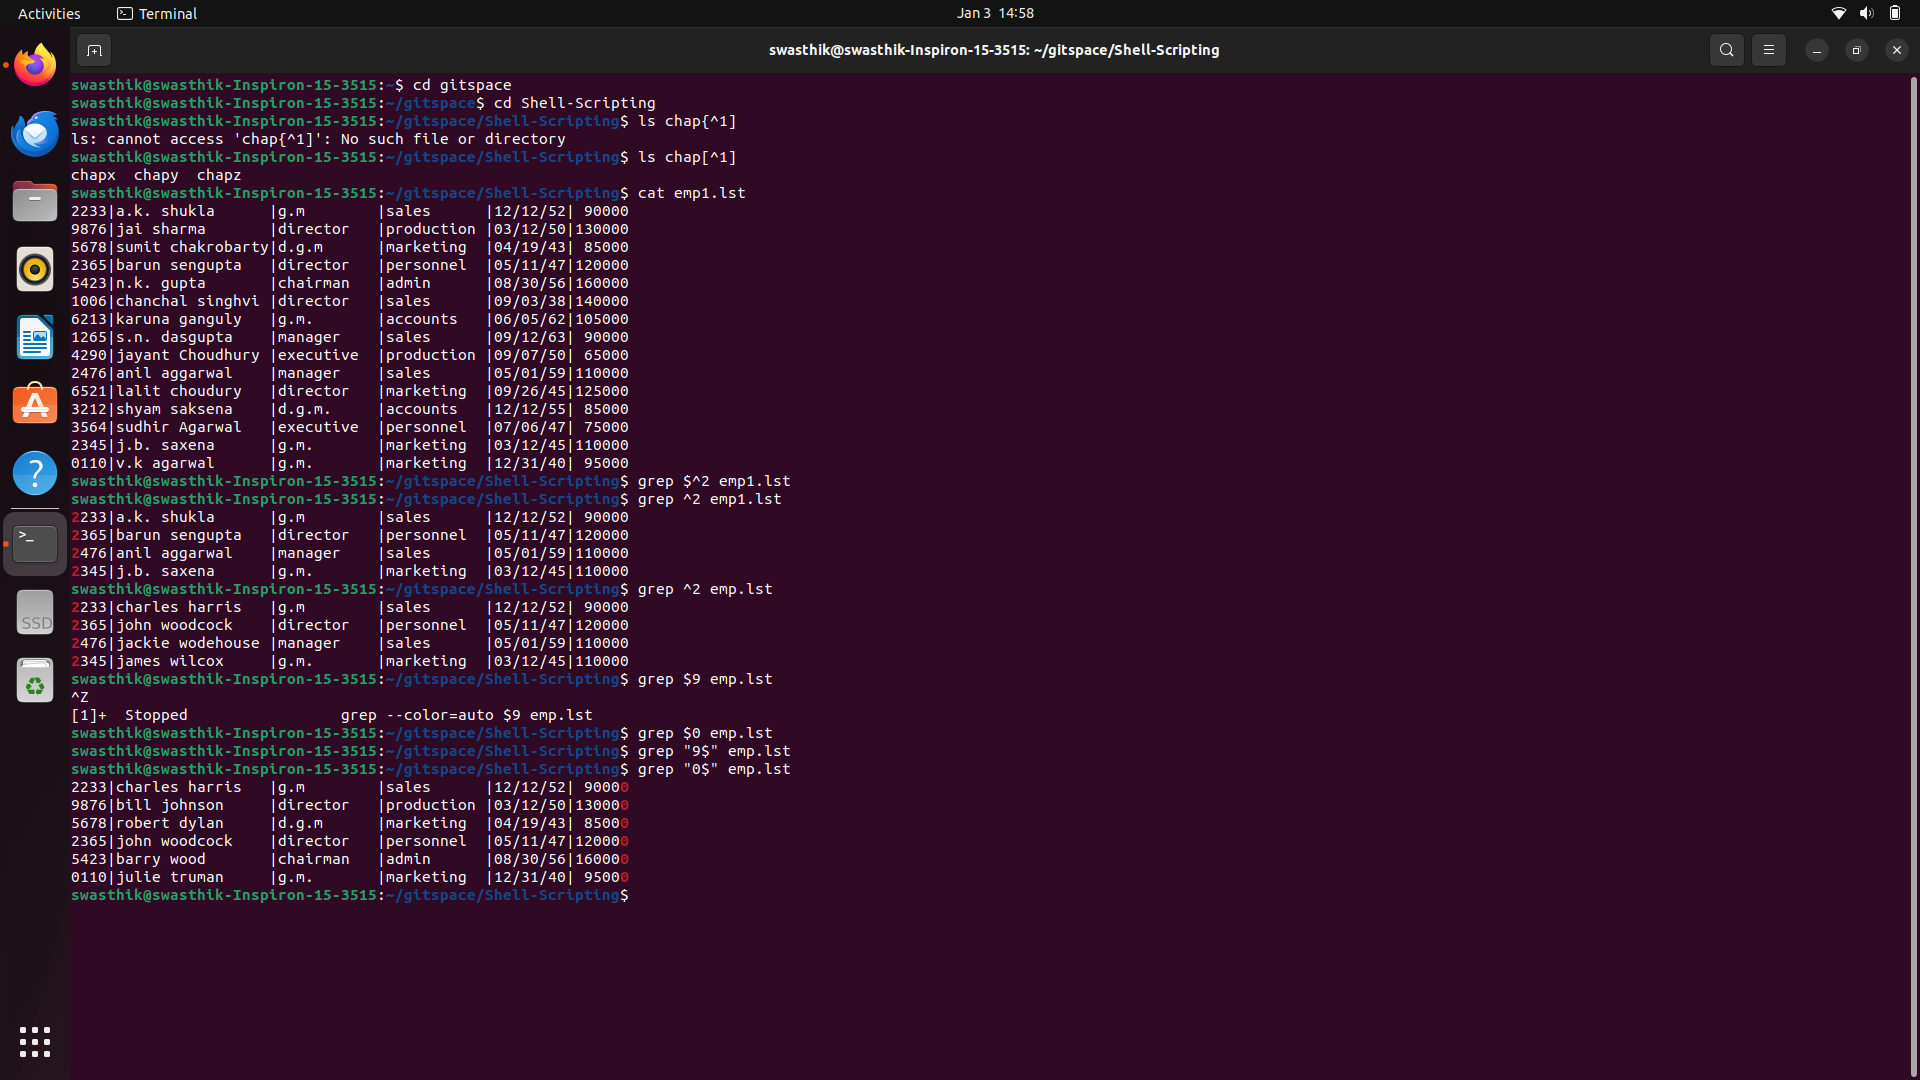 Activities Terminal Jan 3 14:58
swasthik@swasthik-Inspiron-15-3515: ~/gitspace/Shell-Scripting
swasthik@swasthik-Inspiron-15-3515:~$ cd gitspace
swasthik@swasthik-Inspiron-15-3515:~/gitspace$ cd Shell-Scripting
swasthik@swasthik-Inspiron-15-3515:~/gitspace/Shell-Scripting$ ls chap{^1]
ls: cannot access 'chap{^1]': No such file or directory
swasthik@swasthik-Inspiron-15-3515:~/gitspace/Shell-Scripting$ ls chap[^1]
chapx  chapy  chapz
swasthik@swasthik-Inspiron-15-3515:~/gitspace/Shell-Scripting$ cat emp1.lst
2233|a.k. shukla      |g.m        |sales      |12/12/52| 90000
9876|jai sharma       |director   |production |03/12/50|130000
5678|sumit chakrobarty|d.g.m      |marketing  |04/19/43| 85000
2365|barun sengupta   |director   |personnel  |05/11/47|120000
5423|n.k. gupta       |chairman   |admin      |08/30/56|160000
1006|chanchal singhvi |director   |sales      |09/03/38|140000
6213|karuna ganguly   |g.m.       |accounts   |06/05/62|105000
1265|s.n. dasgupta    |manager    |sales      |09/12/63| 90000
4290|jayant Choudhury |executive  |production |09/07/50| 65000
2476|anil aggarwal    |manager    |sales      |05/01/59|110000
6521|lalit choudury   |director   |marketing  |09/26/45|125000
3212|shyam saksena    |d.g.m.     |accounts   |12/12/55| 85000
3564|sudhir Agarwal   |executive  |personnel  |07/06/47| 75000
2345|j.b. saxena      |g.m.       |marketing  |03/12/45|110000
0110|v.k agarwal      |g.m.       |marketing  |12/31/40| 95000
swasthik@swasthik-Inspiron-15-3515:~/gitspace/Shell-Scripting$ grep $^2 emp1.lst
swasthik@swasthik-Inspiron-15-3515:~/gitspace/Shell-Scripting$ grep ^2 emp1.lst
2233|a.k. shukla      |g.m        |sales      |12/12/52| 90000
2365|barun sengupta   |director   |personnel  |05/11/47|120000
2476|anil aggarwal    |manager    |sales      |05/01/59|110000
2345|j.b. saxena      |g.m.       |marketing  |03/12/45|110000
swasthik@swasthik-Inspiron-15-3515:~/gitspace/Shell-Scripting$ grep ^2 emp.lst
2233|charles harris   |g.m        |sales      |12/12/52| 90000
2365|john woodcock    |director   |personnel  |05/11/47|120000
2476|jackie wodehouse |manager    |sales      |05/01/59|110000
2345|james wilcox     |g.m.       |marketing  |03/12/45|110000
swasthik@swasthik-Inspiron-15-3515:~/gitspace/Shell-Scripting$ grep $9 emp.lst
^Z
[1]+  Stopped                 grep --color=auto $9 emp.lst
swasthik@swasthik-Inspiron-15-3515:~/gitspace/Shell-Scripting$ grep $0 emp.lst
swasthik@swasthik-Inspiron-15-3515:~/gitspace/Shell-Scripting$ grep "9$" emp.lst
swasthik@swasthik-Inspiron-15-3515:~/gitspace/Shell-Scripting$ grep "0$" emp.lst
2233|charles harris   |g.m        |sales      |12/12/52| 90000
9876|bill johnson     |director   |production |03/12/50|130000
5678|robert dylan     |d.g.m      |marketing  |04/19/43| 85000
2365|john woodcock    |director   |personnel  |05/11/47|120000
5423|barry wood       |chairman   |admin      |08/30/56|160000
0110|julie truman     |g.m.       |marketing  |12/31/40| 95000
swasthik@swasthik-Inspiron-15-3515:~/gitspace/Shell-Scripting$
SSD